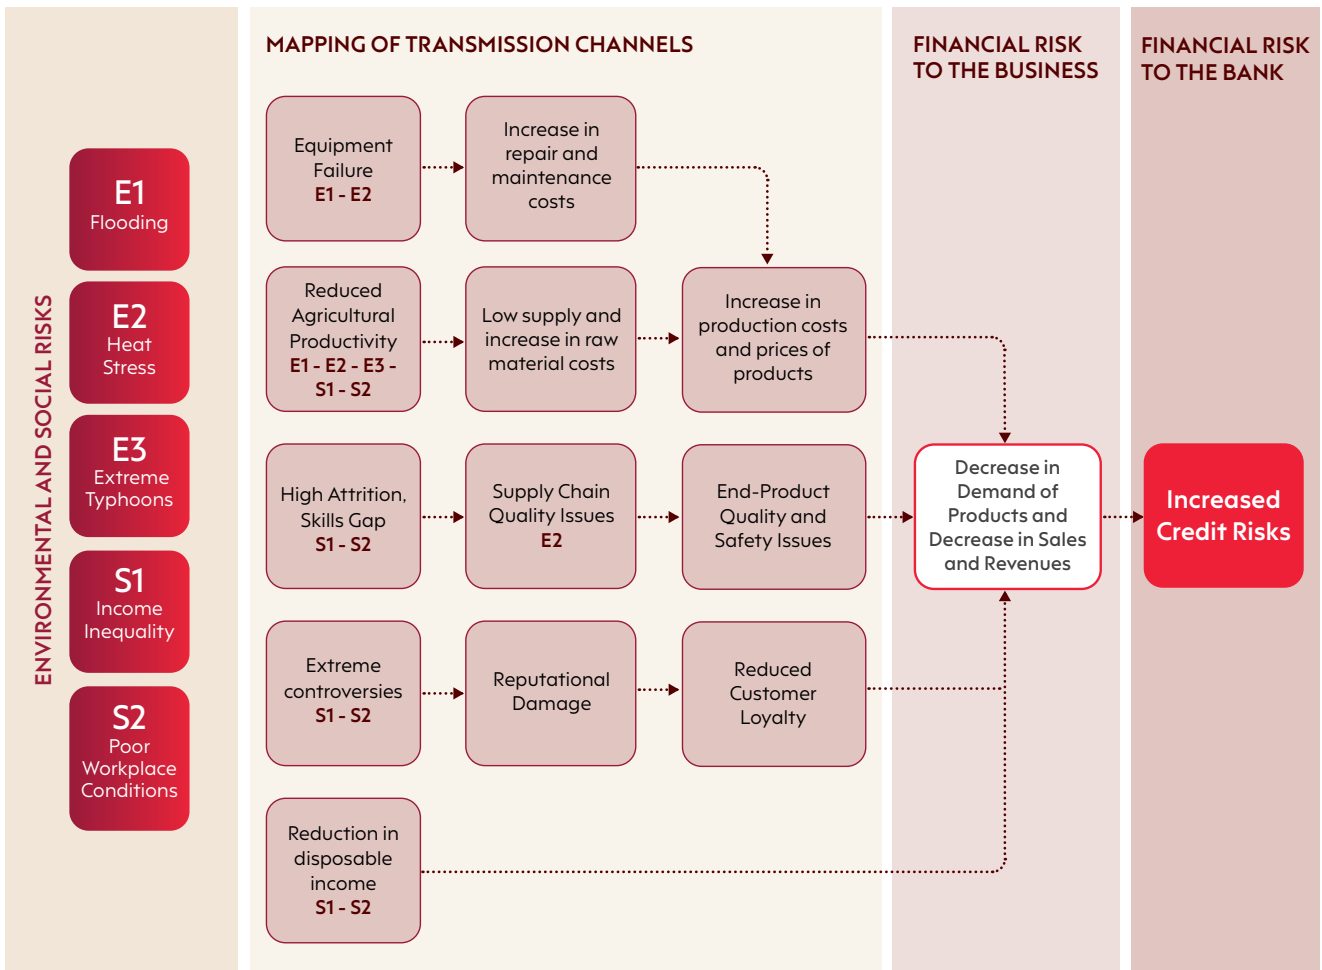 ENVIRONMENTAL AND SOCIAL RISKS
E1
Flooding
E2
Heat
Stress
E3
Extreme
Typhoons
S1
Income
Inequality
S2
Poor
Workplace
Conditions
MAPPING OF TRANSMISSION CHANNELS
Equipment
Failure
E1 - E2
Increase in
repair and
maintenance
costs
Reduced
Agricultural
Productivity
E1 - E2 - E3 -
S1 - S2
Low supply and
increase in raw
material costs
Increase in
production costs
and prices of
products
High Attrition,
Skills Gap
S1 - S2
Supply Chain
Quality Issues
E2
End-Product
Quality and
Safety Issues
Extreme
controversies
S1 - S2
Reputational
Damage
Reduced
Customer
Loyalty
Reduction in
disposable
income
S1 - S2
FINANCIAL RISK
TO THE BUSINESS
Decrease in
Demand of
Products and
Decrease in Sales
and Revenues
FINANCIAL RISK
TO THE BANK
Increased
Credit Risks